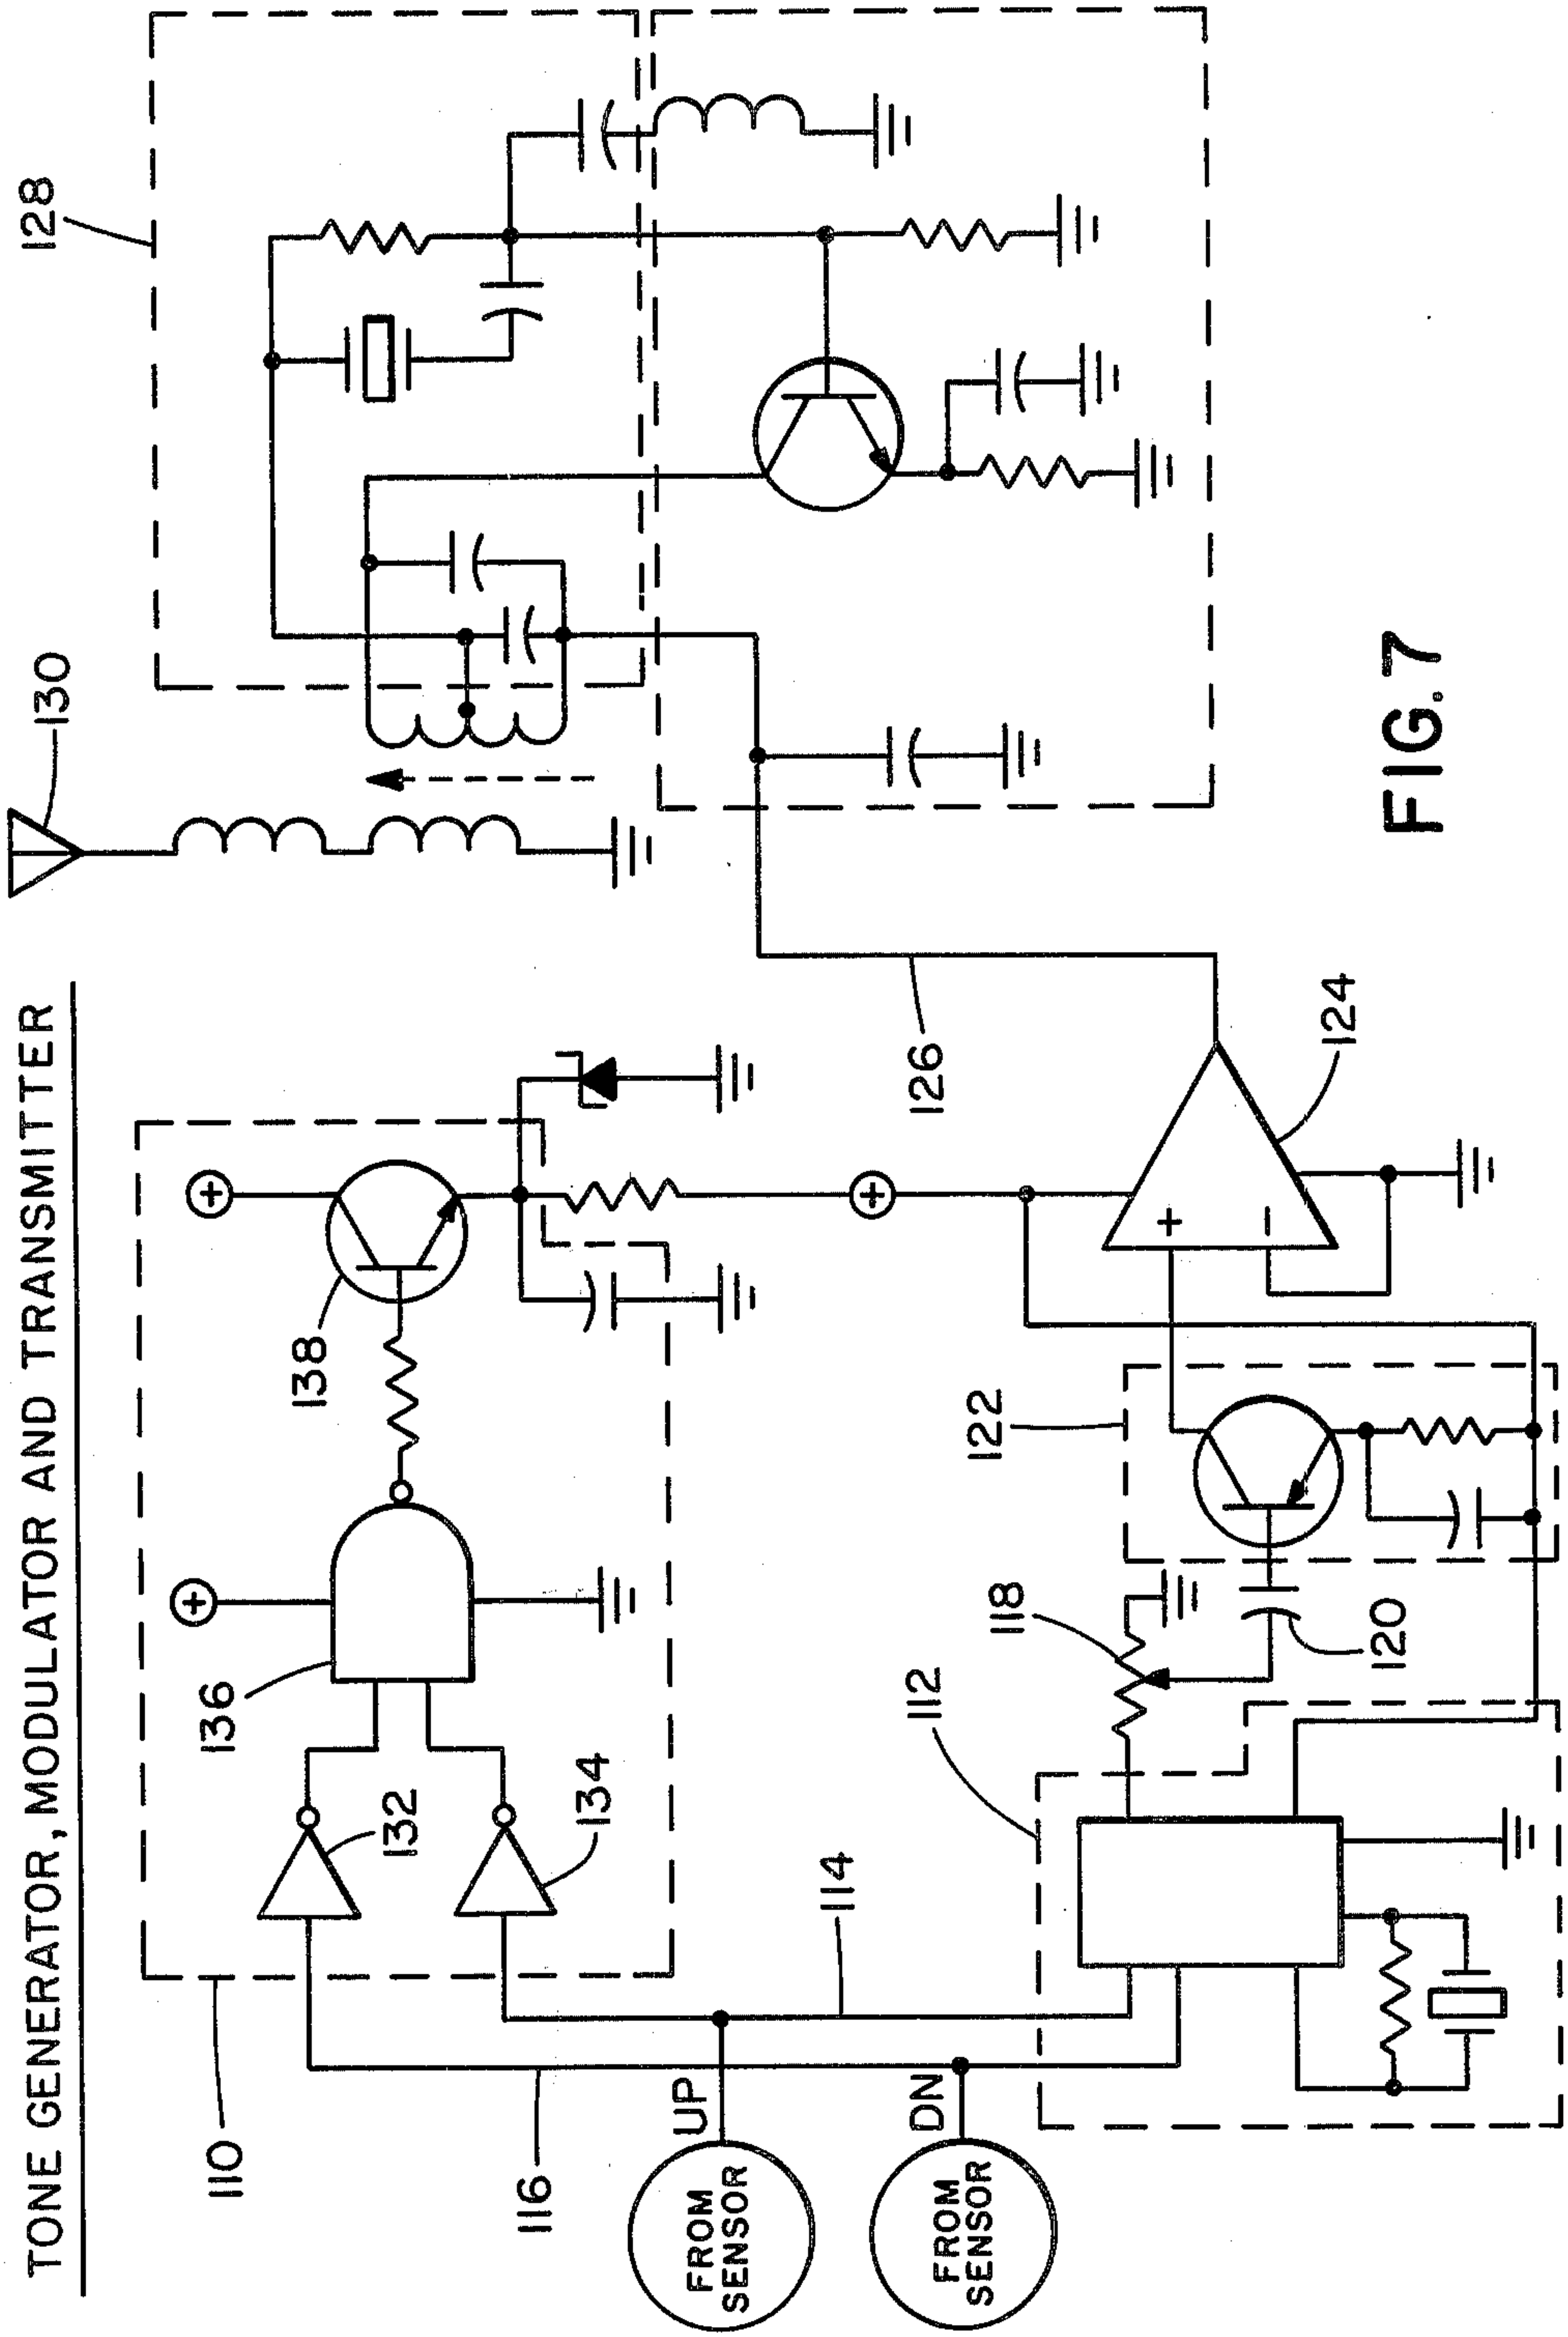 TONE GENERATOR, MODULATOR AND TRANSMITTER
130
128
110
132
134
136
138
116
UP
FROM
SENSOR
DN
FROM
SENSOR
114
112
118
120
122
126
124
+
+
+
+
−
FIG. 7